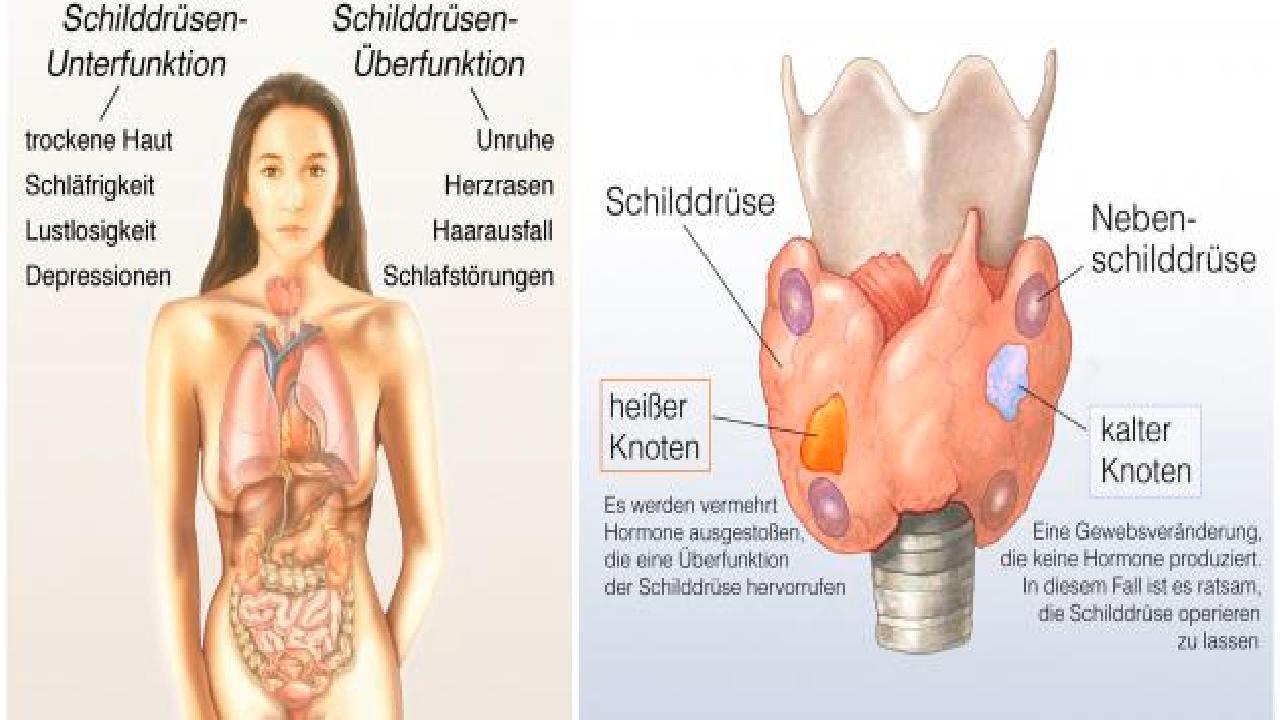 Schilddrüsen-
Unterfunktion
trockene Haut
Schläfrigkeit
Lustlosigkeit
Depressionen
Schilddrüsen-
Überfunktion
Unruhe
Herzrasen
Haarausfall
Schlafstörungen
Schilddrüse
heißer
Knoten
Es werden vermehrt
Hormone ausgestoßen,
die eine Überfunktion
der Schilddrüse hervorrufen
Neben-
schilddrüse
kalter
Knoten
Eine Gewebsveränderung,
die keine Hormone produziert.
In diesem Fall ist es ratsam,
die Schilddrüse operieren
zu lassen